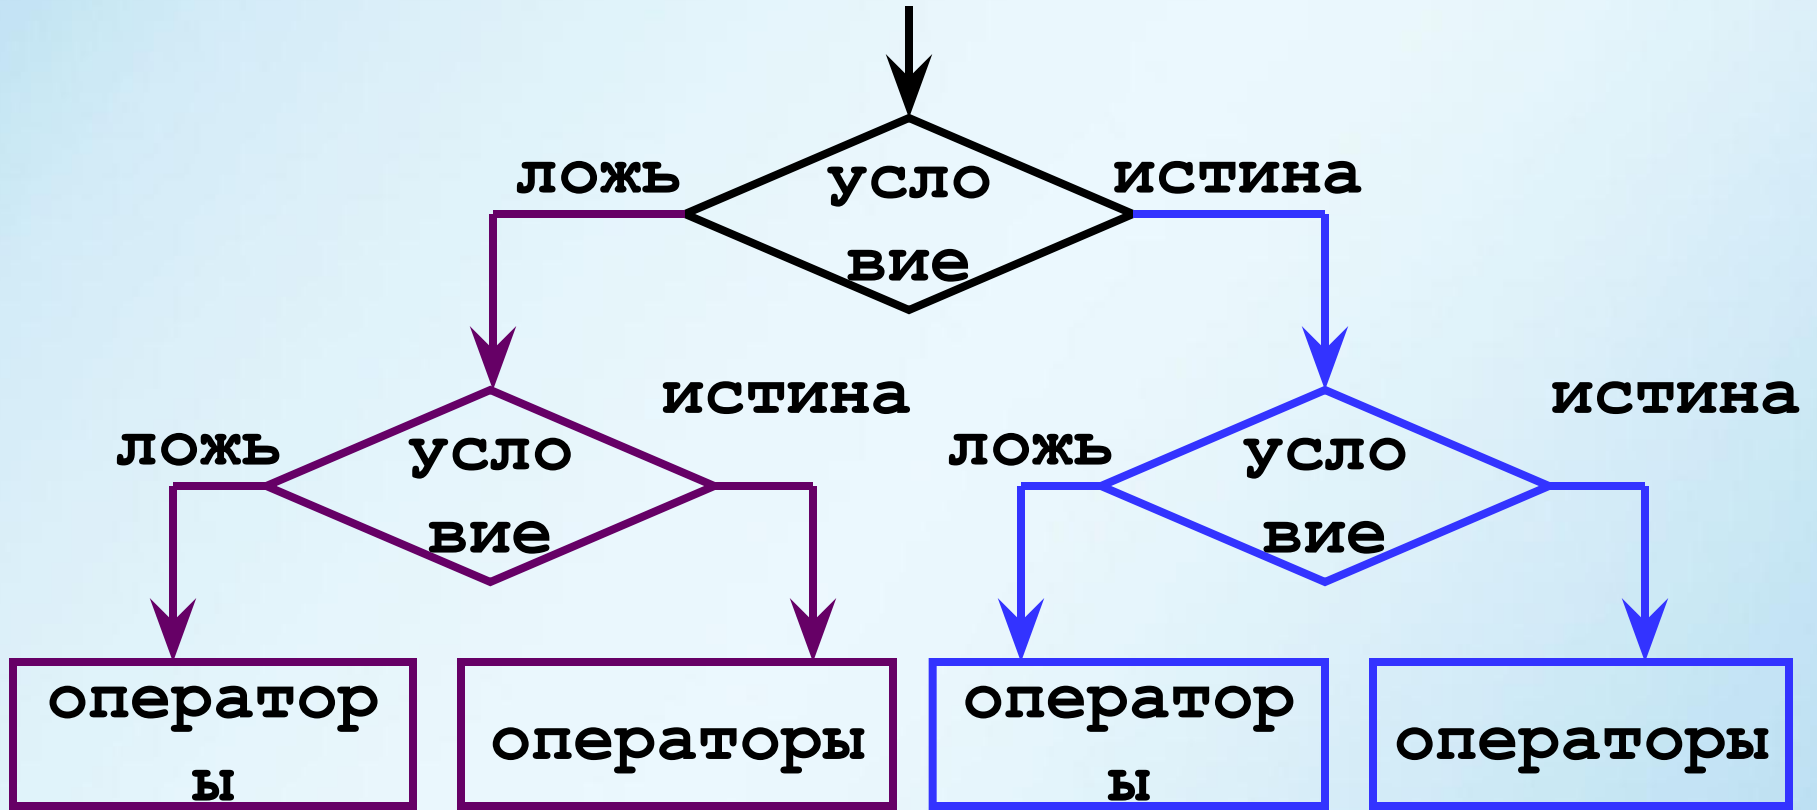 ложь
усло
вие
истина
ложь
усло
вие
истина
ложь
усло
вие
истина
оператор
ы
операторы
оператор
ы
операторы